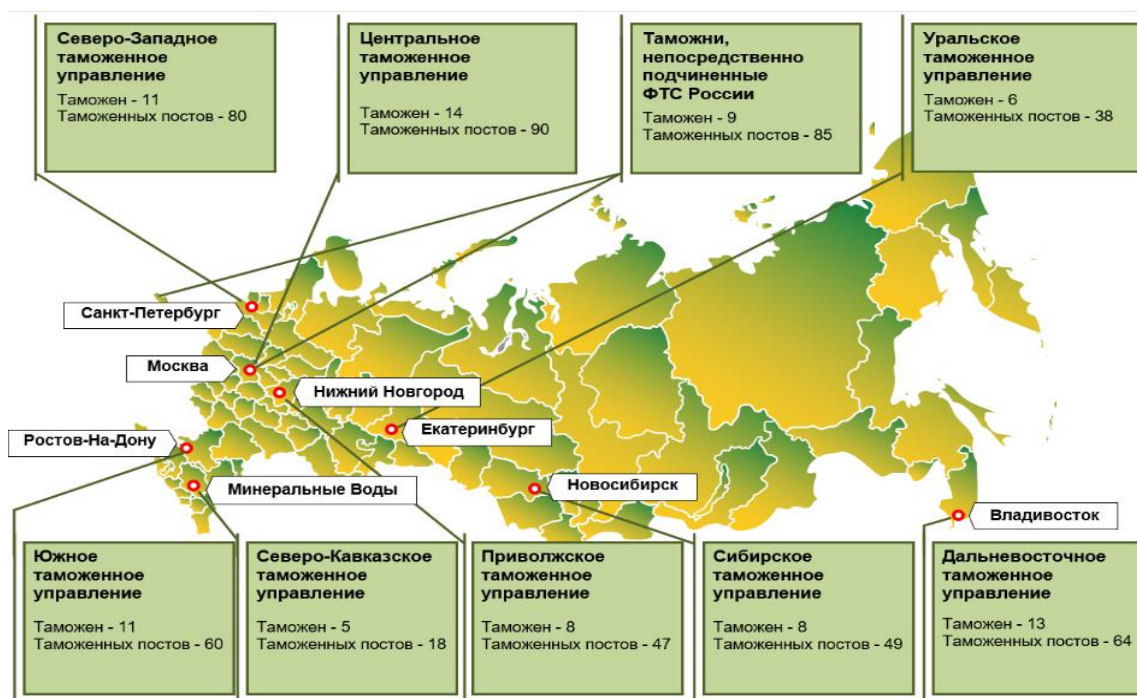 Северо-Западное
таможенное
управление
Таможен - 11
Таможенных постов - 80
Центральное
таможенное
управление
Таможен - 14
Таможенных постов - 90
Таможни,
непосредственно
подчиненные
ФТС России
Таможен - 9
Таможенных постов - 85
Уральское
таможенное
управление
Таможен - 6
Таможенных постов - 38
Санкт-Петербург
Москва
Нижний Новгород
Екатеринбург
Ростов-На-Дону
Минеральные Воды
Новосибирск
Владивосток
Южное
таможенное
управление
Таможен - 11
Таможенных постов - 60
Северо-Кавказское
таможенное
управление
Таможен - 5
Таможенных постов - 18
Приволжское
таможенное
управление
Таможен - 8
Таможенных постов - 47
Сибирское
таможенное
управление
Таможен - 8
Таможенных постов - 49
Дальневосточное
таможенное
управление
Таможен - 13
Таможенных постов - 64